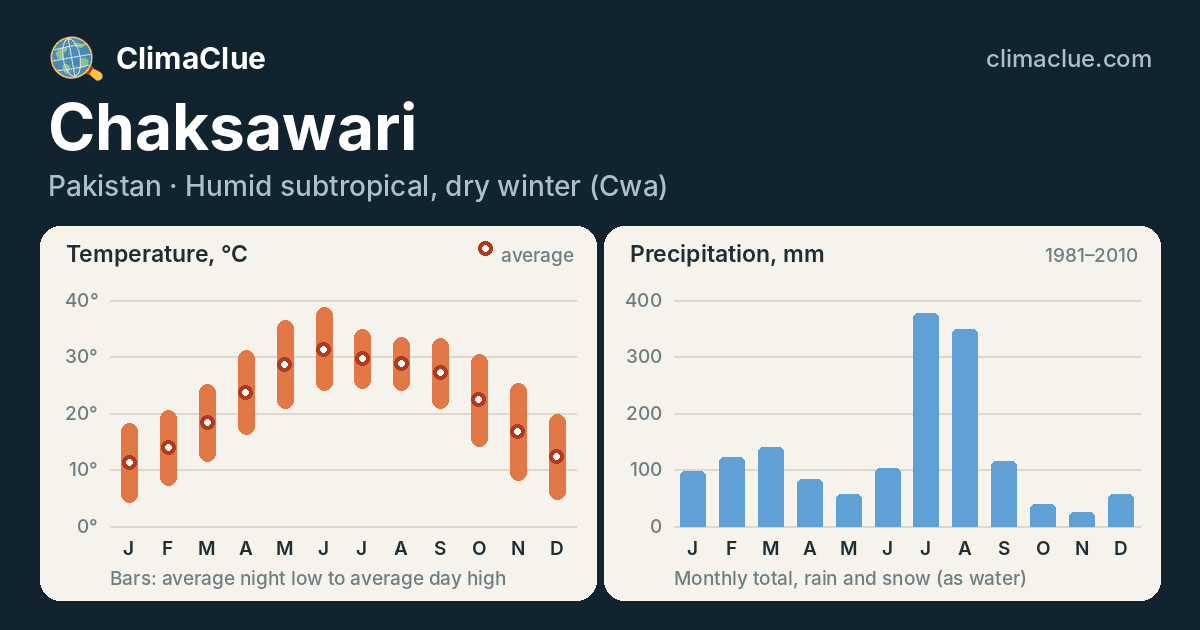 ClimaClue
climaclue.com
Chaksawari
Pakistan · Humid subtropical, dry winter (Cwa)
Temperature, °C
average
40°
30°
20°
10°
0°
J F M A M J J A S O N D
Bars: average night low to average day high
Precipitation, mm
1981–2010
400
300
200
100
0
J F M A M J J A S O N D
Monthly total, rain and snow (as water)